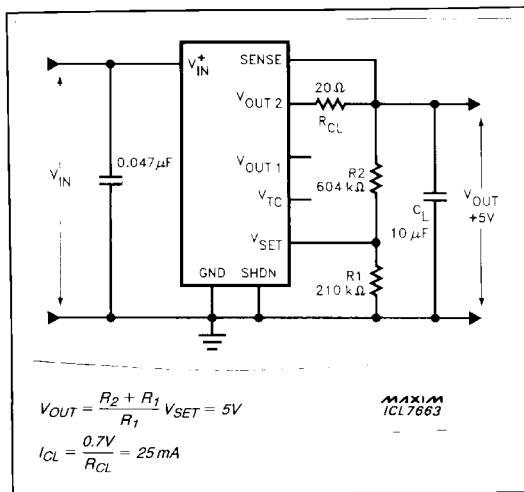 V+IN
SENSE
20Ω
VOUT 2
RCL
0.047µF
VIN
VOUT 1
R2
604 kΩ
CL
10µF
VOUT
+5V
VTC
VSET
R1
210 kΩ
GND
SHDN
VOUT = R2 + R1 / R1 VSET = 5V
MAXIM
ICL7663
ICL = 0.7V / RCL = 25 mA